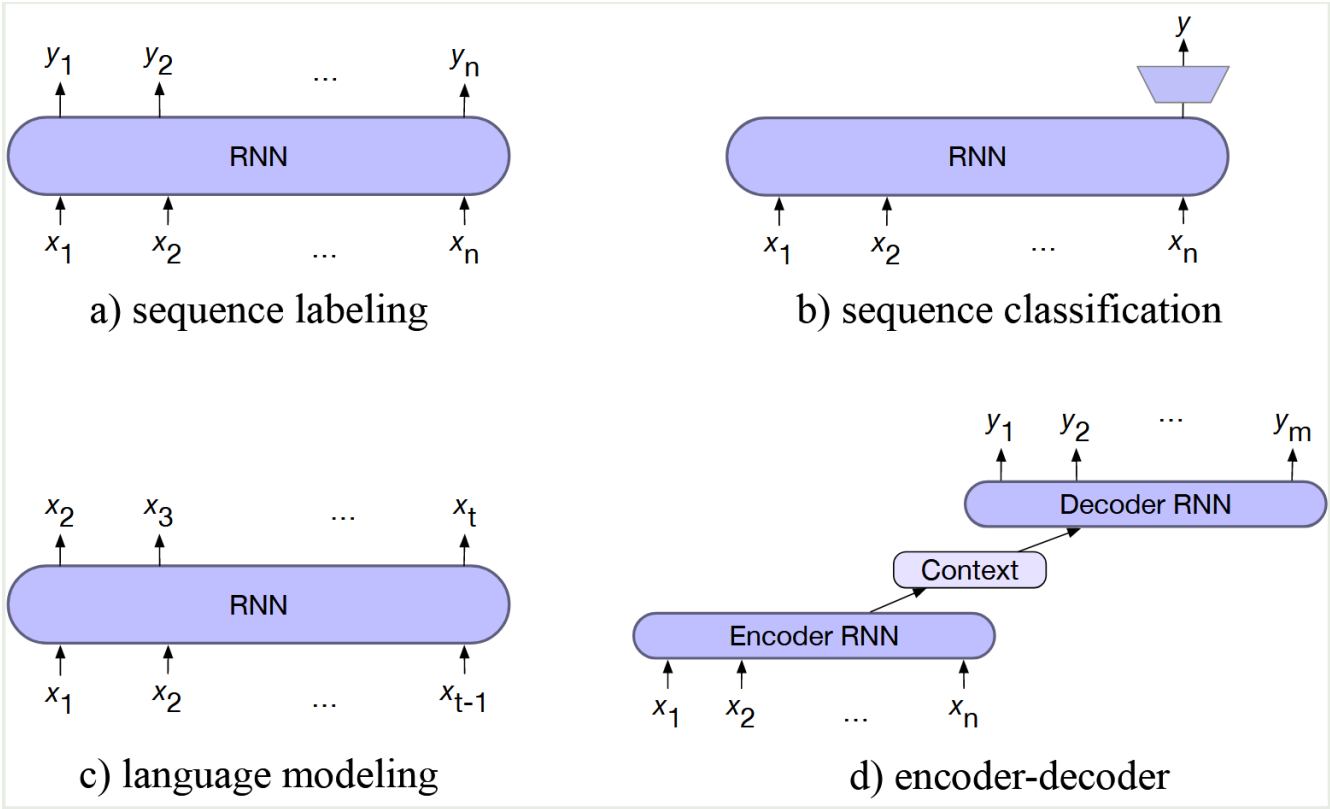 y1 y2 ... yn
RNN
x1 x2 ... xn
a) sequence labeling
y
RNN
x1 x2 ... xn
b) sequence classification
x2 x3 ... xt
RNN
x1 x2 ... xt-1
c) language modeling
y1 y2 ... ym
Decoder RNN
Context
Encoder RNN
x1 x2 ... xn
d) encoder-decoder